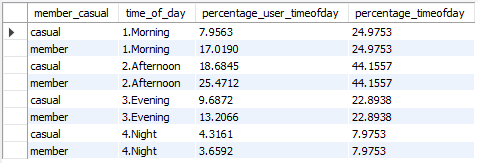 member_casual time_of_day percentage_user_timeofday percentage_timeofday
casual 1.Morning 7.9563 24.9753
member 1.Morning 17.0190 24.9753
casual 2.Afternoon 18.6845 44.1557
member 2.Afternoon 25.4712 44.1557
casual 3.Evening 9.6872 22.8938
member 3.Evening 13.2066 22.8938
casual 4.Night 4.3161 7.9753
member 4.Night 3.6592 7.9753